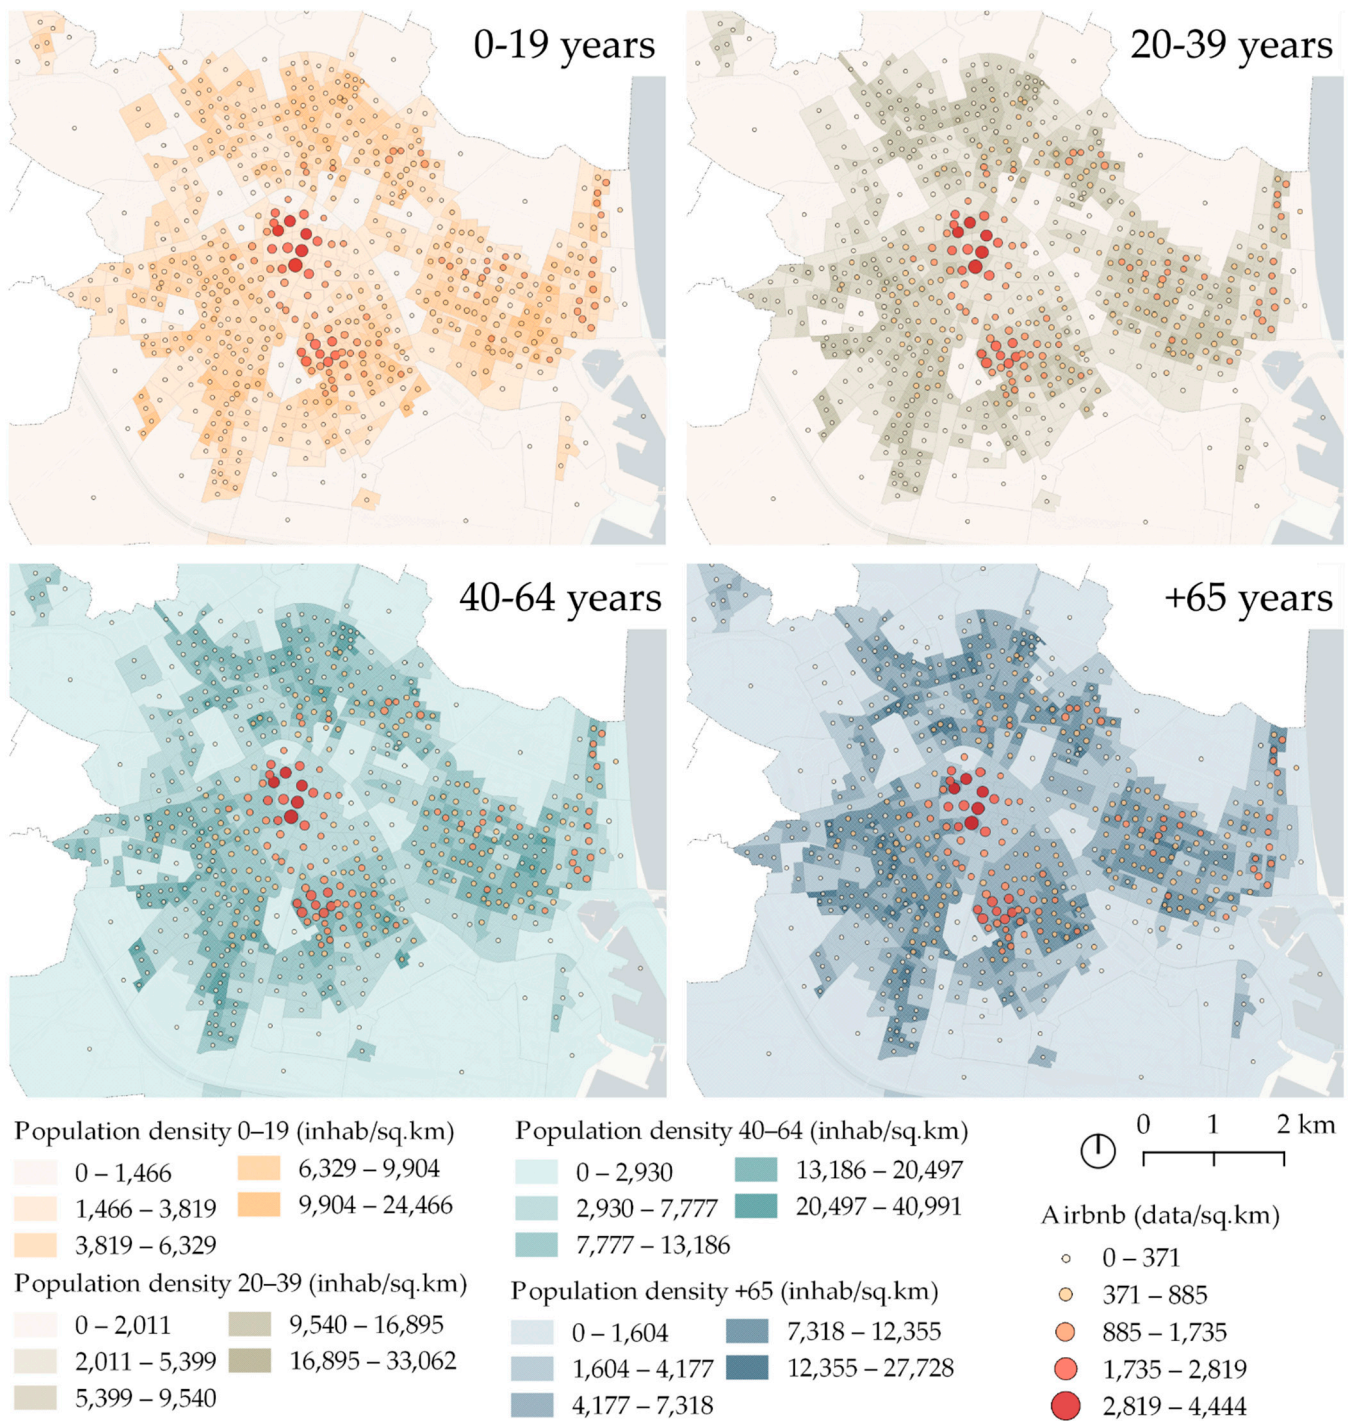 0-19 years
20-39 years
40-64 years
+65 years
Population density 0–19 (inhab/sq.km)
0 – 1,466
1,466 – 3,819
3,819 – 6,329
6,329 – 9,904
9,904 – 24,466
Population density 20–39 (inhab/sq.km)
0 – 2,011
2,011 – 5,399
5,399 – 9,540
9,540 – 16,895
16,895 – 33,062
Population density 40–64 (inhab/sq.km)
0 – 2,930
2,930 – 7,777
7,777 – 13,186
13,186 – 20,497
20,497 – 40,991
Population density +65 (inhab/sq.km)
0 – 1,604
1,604 – 4,177
4,177 – 7,318
7,318 – 12,355
12,355 – 27,728
0 1 2 km
Airbnb (data/sq.km)
0 – 371
371 – 885
885 – 1,735
1,735 – 2,819
2,819 – 4,444